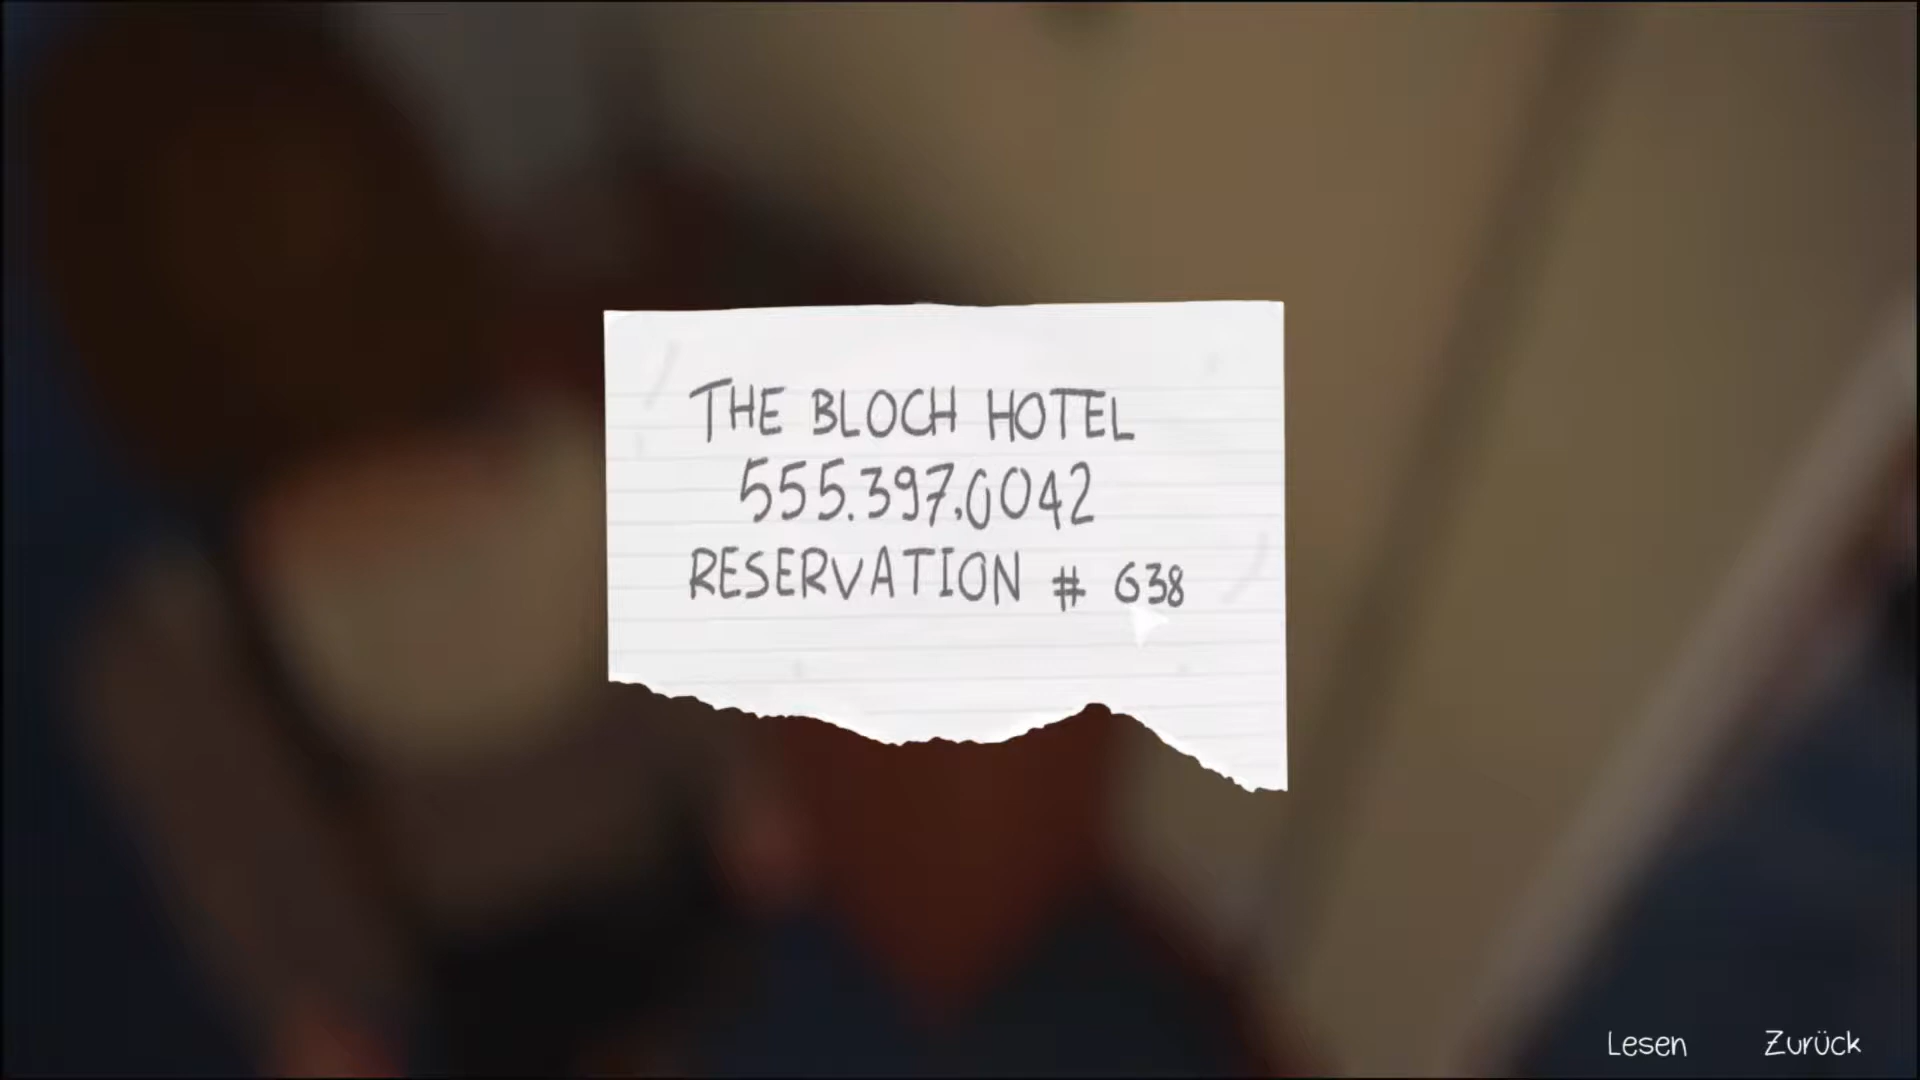 THE BLOCH HOTEL
555.397.0042
RESERVATION # 638
Lesen
Zurück